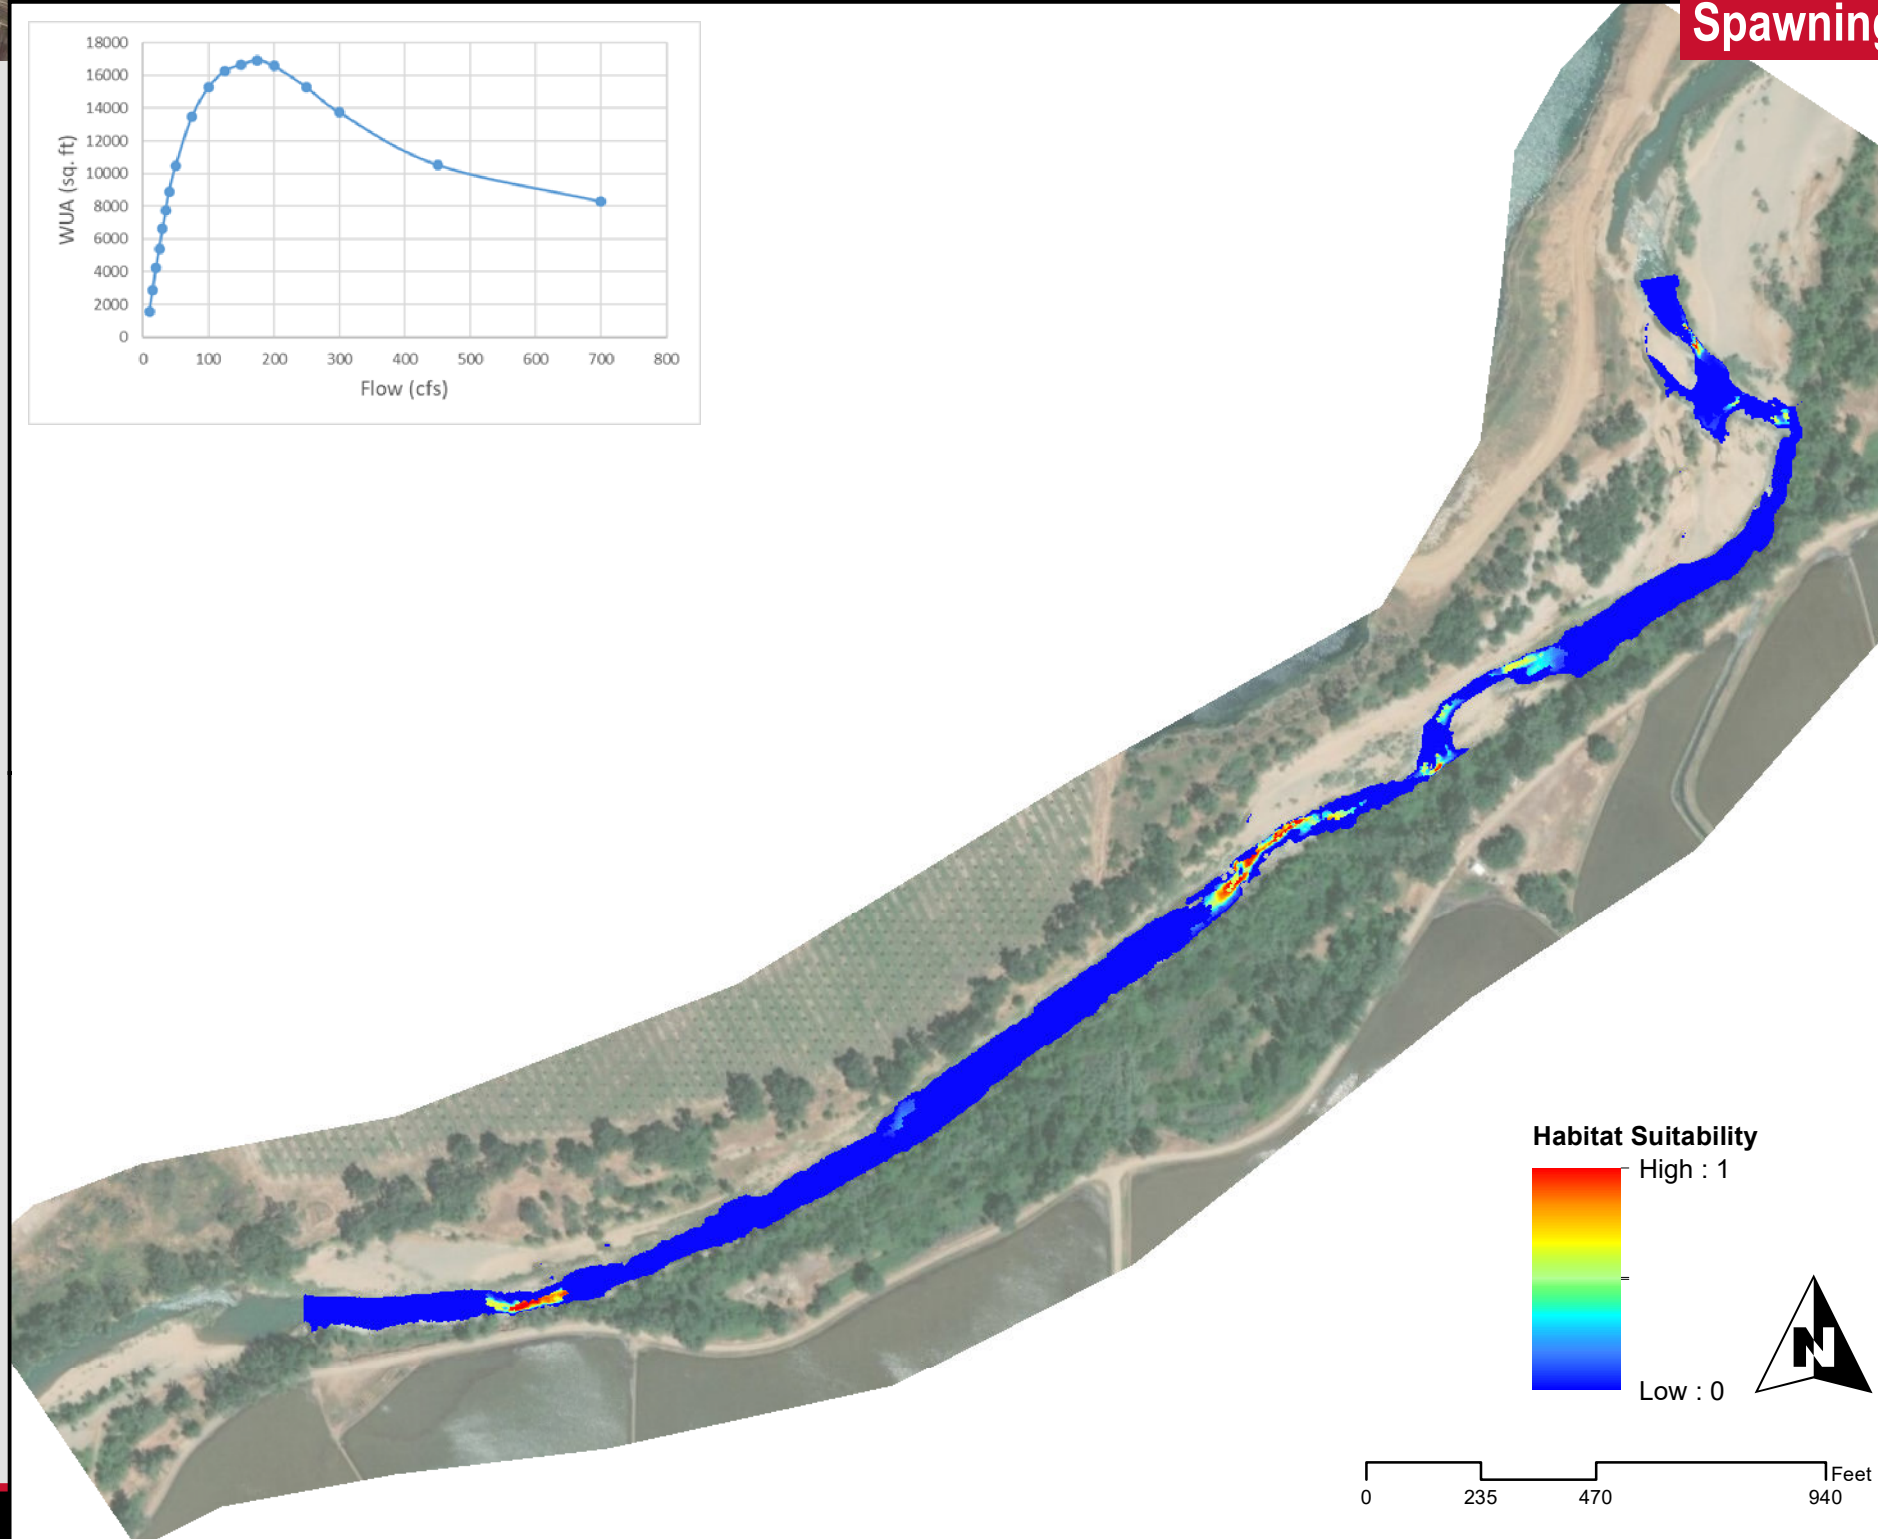 Spawning
18000
16000
14000
12000
10000
8000
6000
4000
2000
0
WUA (sq. ft)
0 100 200 300 400 500 600 700 800
Flow (cfs)
Habitat Suitability
High : 1
Low : 0
N
Feet
0 235 470 940